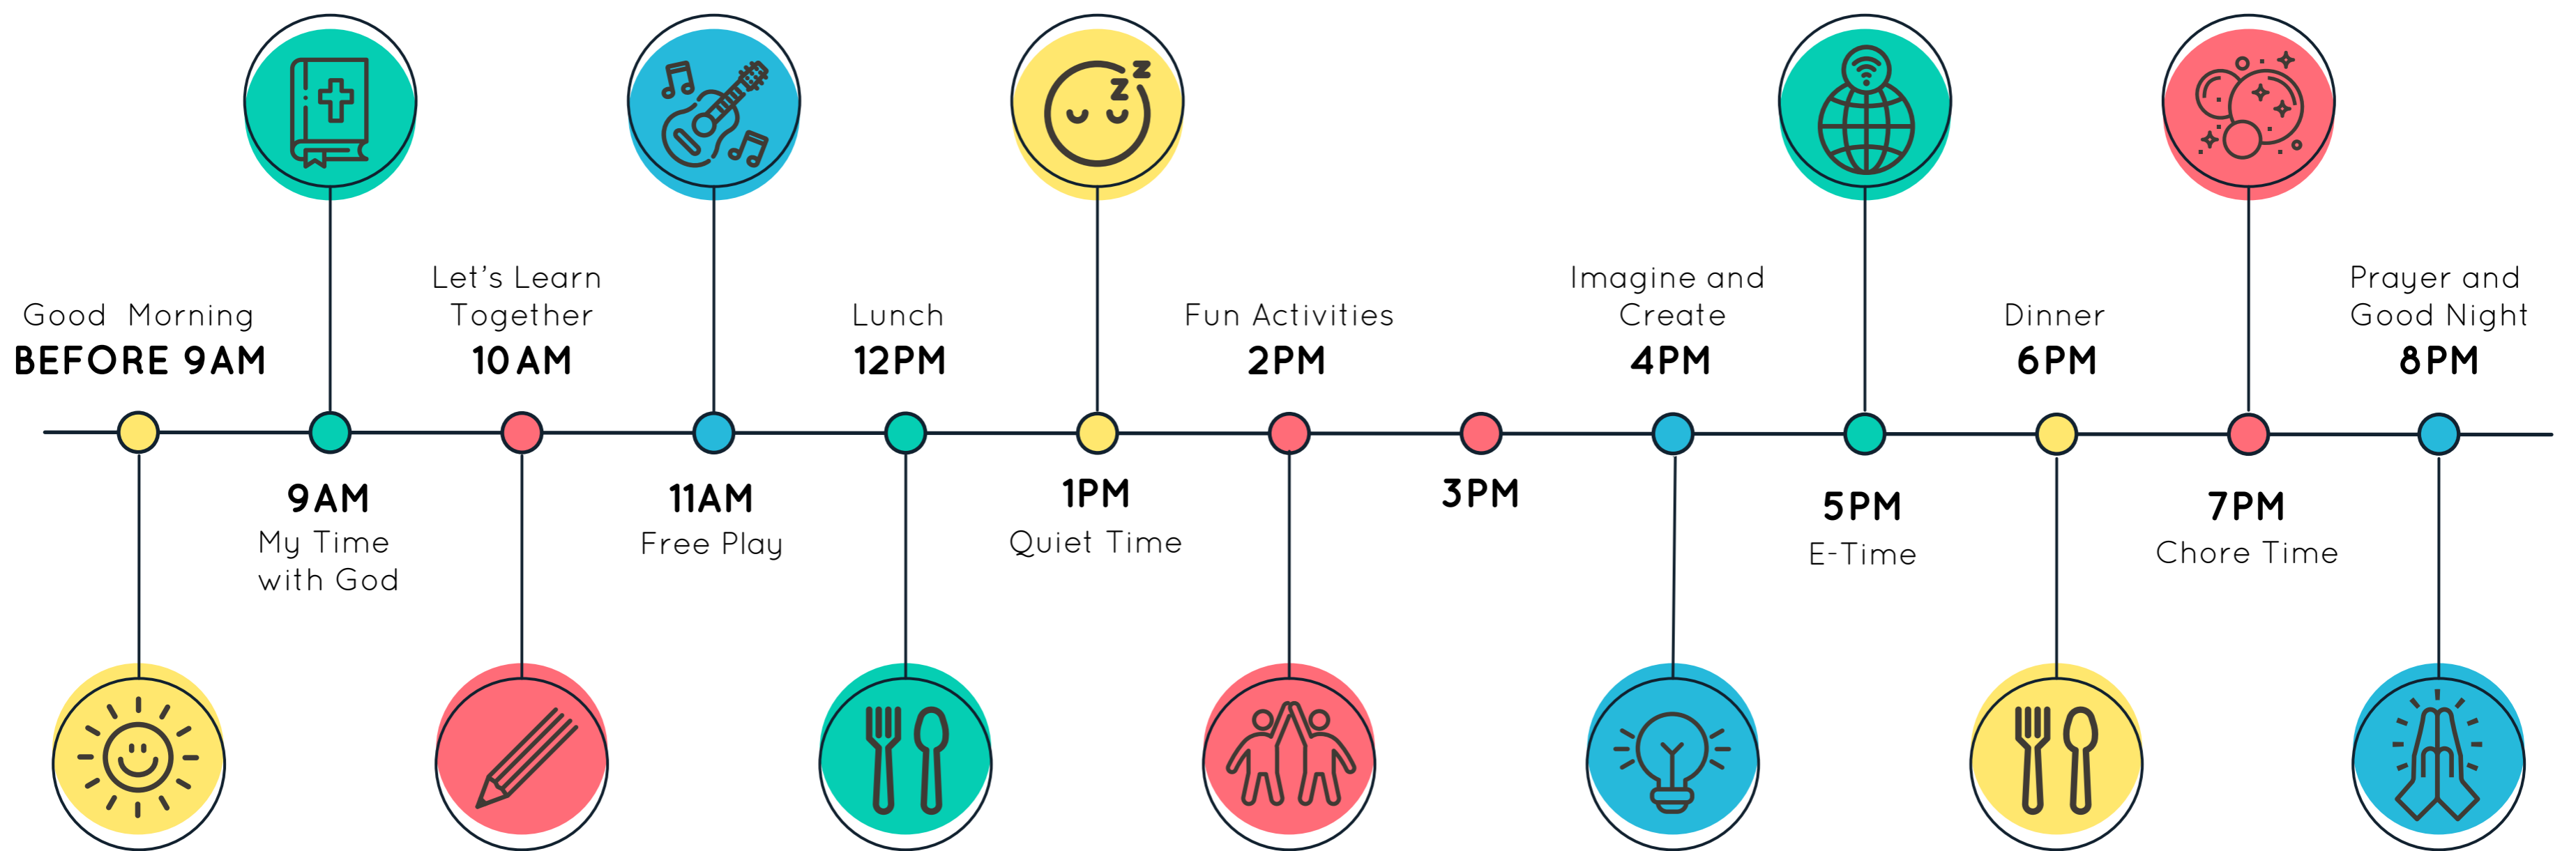 Good Morning
BEFORE 9AM
9AM
My Time
with God
Let's Learn
Together
10AM
11AM
Free Play
Lunch
12PM
1PM
Quiet Time
Fun Activities
2PM
3PM
Imagine and
Create
4PM
5PM
E-Time
Dinner
6PM
7PM
Chore Time
Prayer and
Good Night
8PM